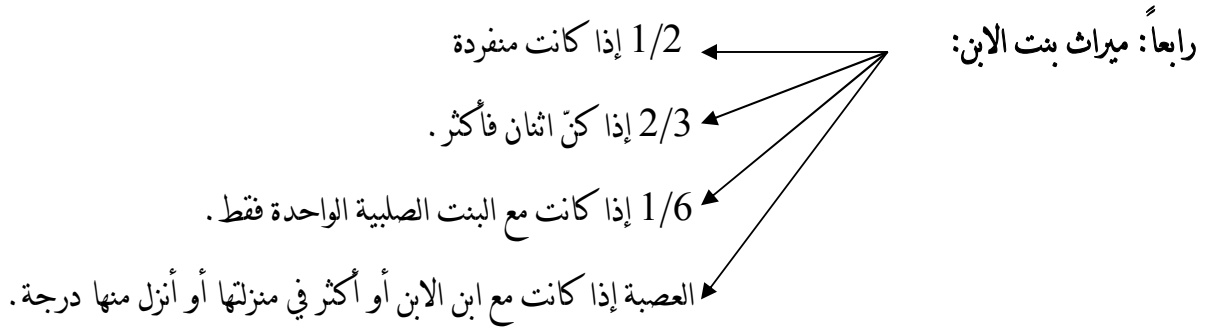 رابعاً: ميراث بنت الابن: 1/2 إذا كانت منفردة
2/3 إذا كنّ اثنان فأكثر.
1/6 إذا كانت مع البنت الصلبية الواحدة فقط.
العصبة إذا كانت مع ابن الابن أو أكثر في منزلتها أو أنزل منها درجة.